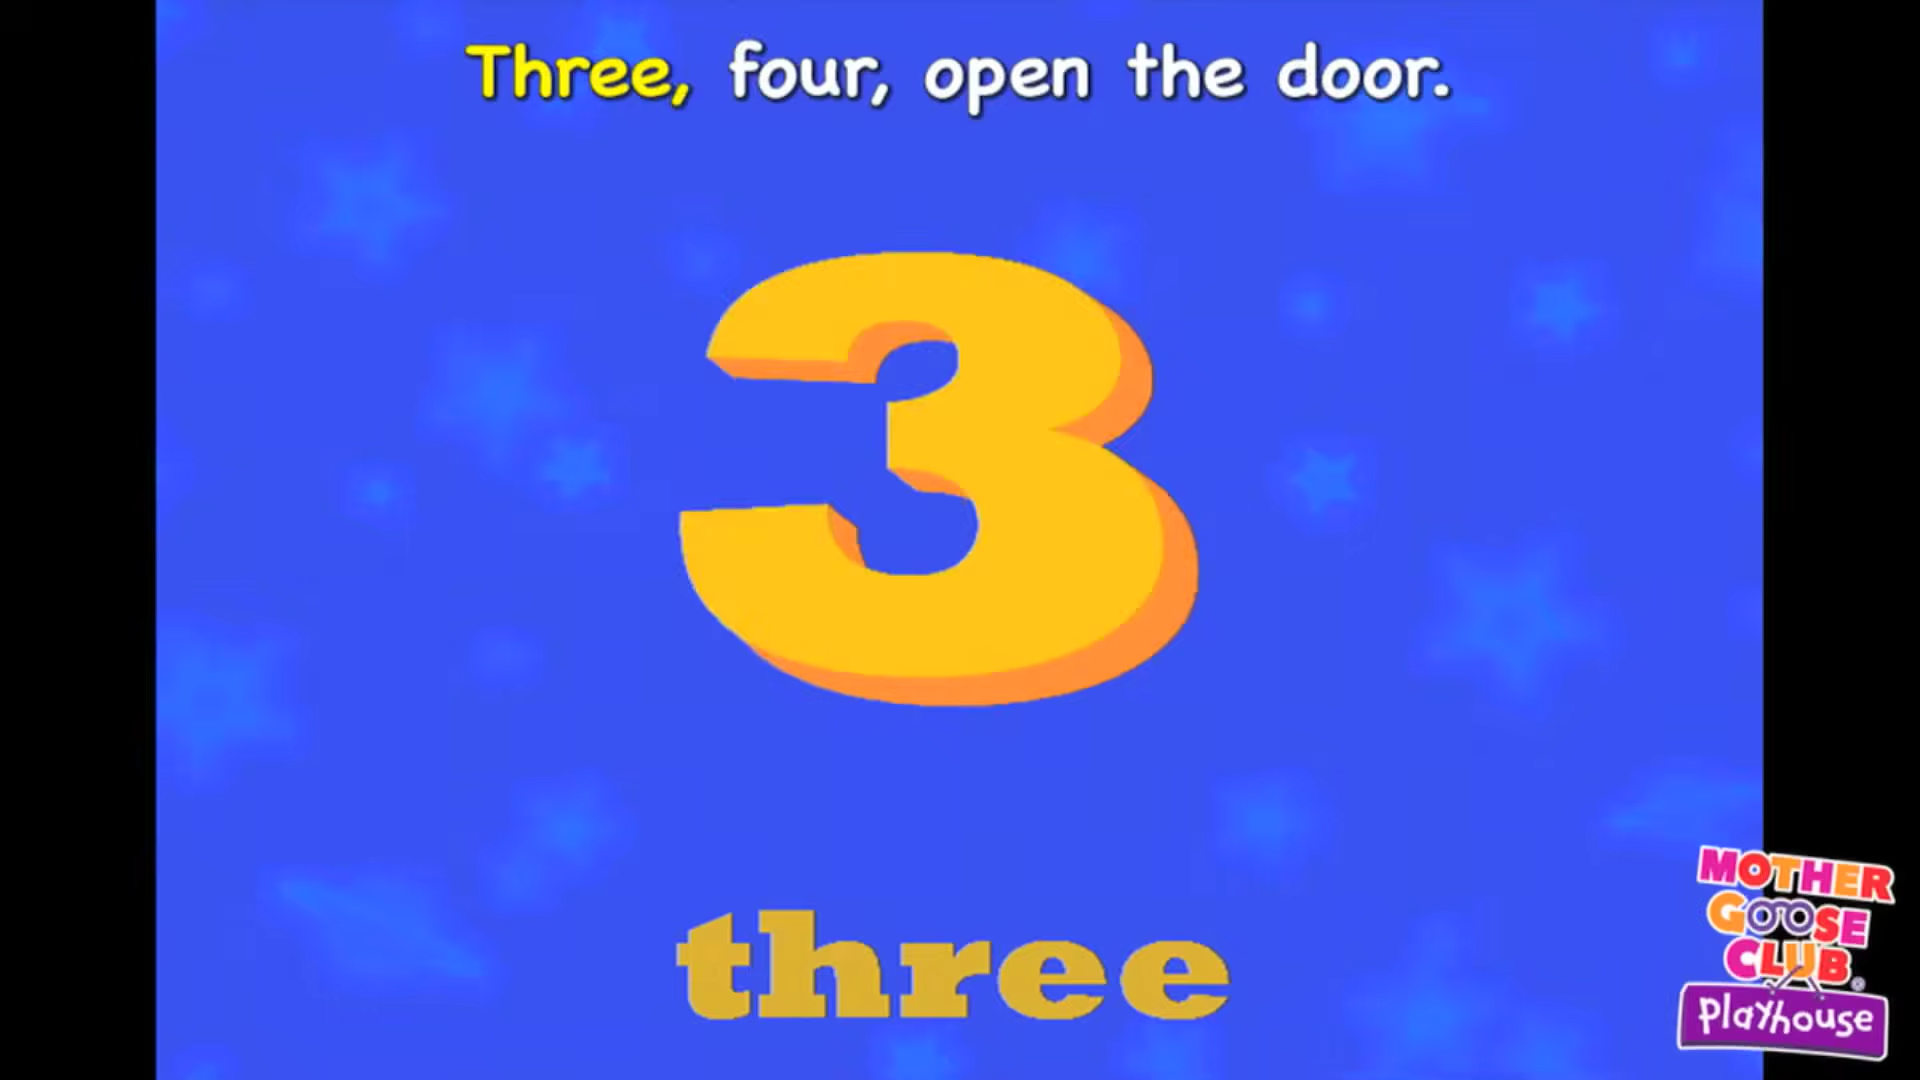 Three, four, open the door.
3
three
MOTHER
GOOSE
CLUB®
Playhouse